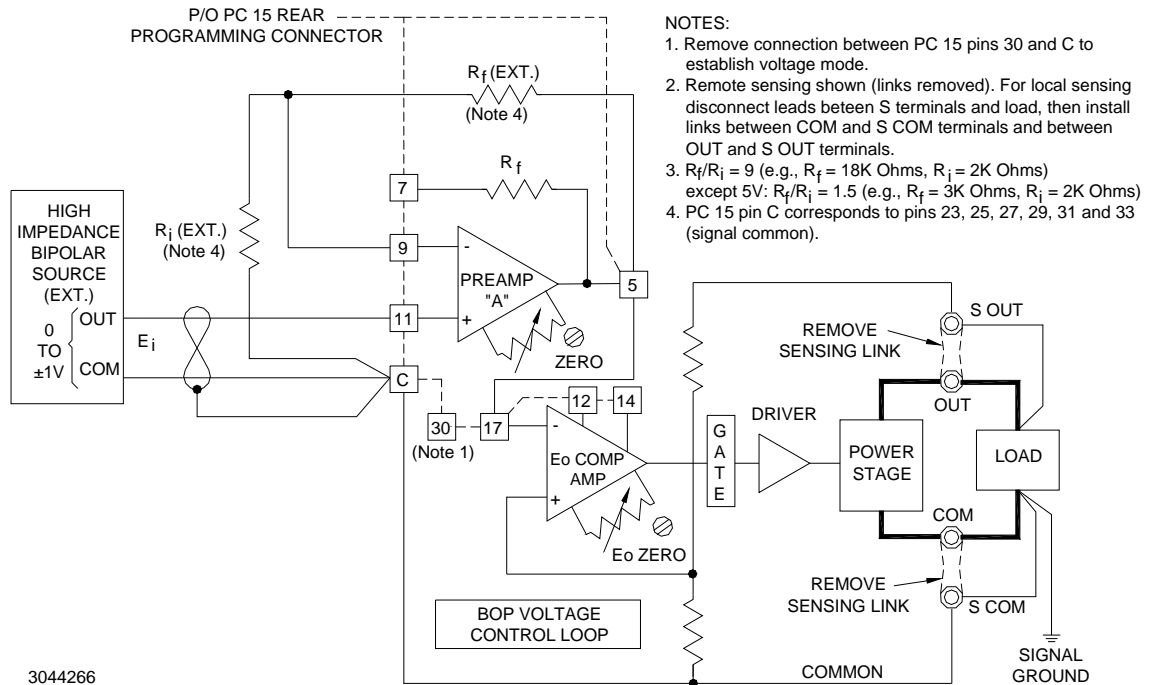 P/O PC 15 REAR
PROGRAMMING CONNECTOR
NOTES:
1. Remove connection between PC 15 pins 30 and C to
establish voltage mode.
2. Remote sensing shown (links removed). For local sensing
disconnect leads beteen S terminals and load, then install
links between COM and S COM terminals and between
OUT and S OUT terminals.
3. Rf/Ri = 9 (e.g., Rf = 18K Ohms, Ri = 2K Ohms)
except 5V: Rf/Ri = 1.5 (e.g., Rf = 3K Ohms, Ri = 2K Ohms)
4. PC 15 pin C corresponds to pins 23, 25, 27, 29, 31 and 33
(signal common).
Rf (EXT.)
(Note 4)
Rf
7
HIGH
IMPEDANCE
BIPOLAR
SOURCE
(EXT.)
0
TO
±1V
OUT
COM
Ei
Ri (EXT.)
(Note 4)
9
-
PREAMP
"A"
5
11
+
ZERO
C
30
(Note 1)
17
12
14
-
Eo COMP
AMP
+
Eo ZERO
GATE
DRIVER
POWER
STAGE
LOAD
S OUT
REMOVE
SENSING LINK
OUT
COM
REMOVE
SENSING LINK
S COM
BOP VOLTAGE
CONTROL LOOP
COMMON
SIGNAL
GROUND
3044266